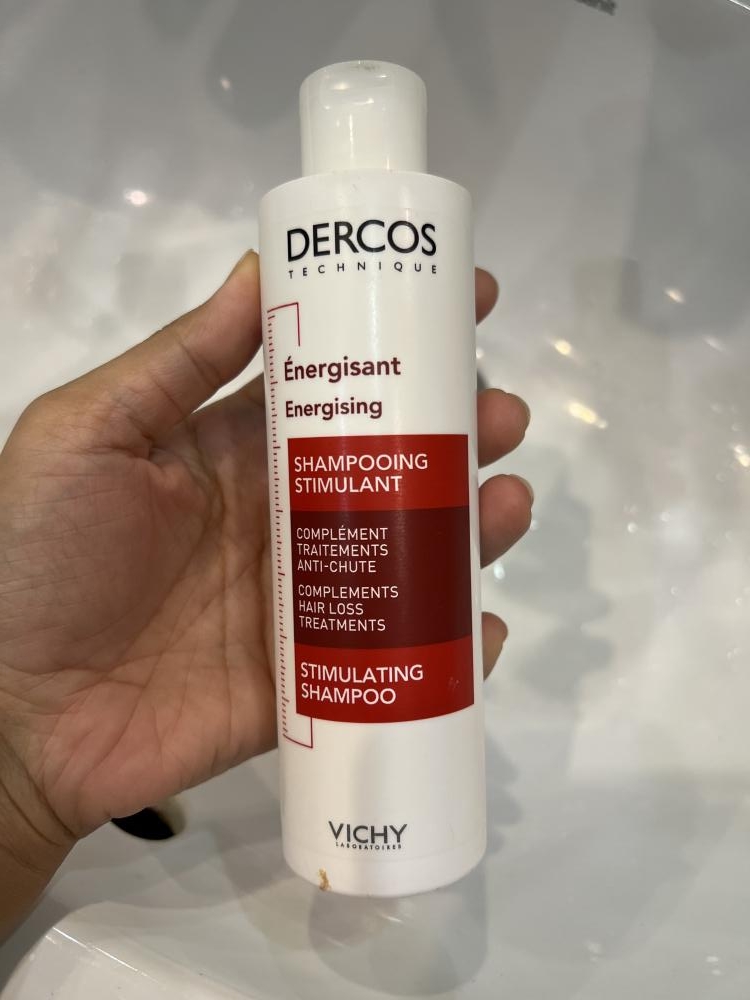 DERCOS
TECHNIQUE
Énergisant
Energising
SHAMPOOING
STIMULANT
COMPLÉMENT
TRAITEMENTS
ANTI-CHUTE
COMPLEMENTS
HAIR LOSS
TREATMENTS
STIMULATING
SHAMPOO
VICHY
LABORATOIRES